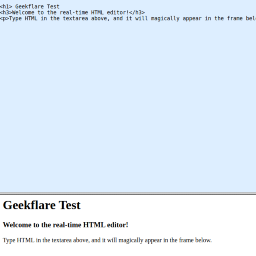 <h1> Geekflare Test
<h3>Welcome to the real-time HTML editor!</h3>
<p>Type HTML in the textarea above, and it will magically appear in the frame bel
Geekflare Test
Welcome to the real-time HTML editor!
Type HTML in the textarea above, and it will magically appear in the frame below.